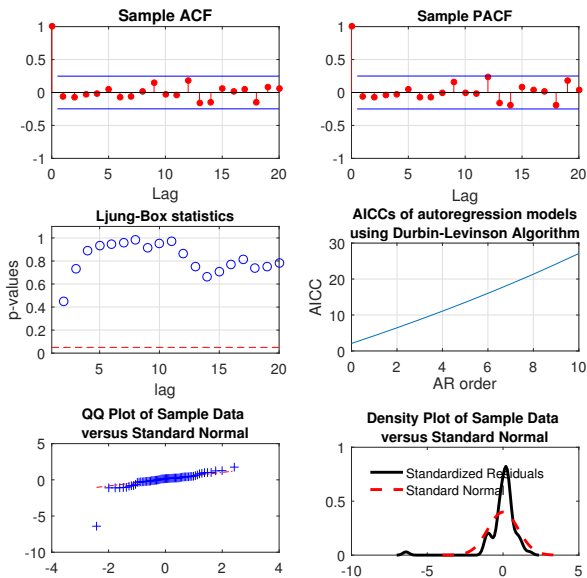 Sample ACF
1
0.5
0
-0.5
-1
0 10 20
Lag
Sample PACF
1
0.5
0
-0.5
-1
0 10 20
Lag
Ljung-Box statistics
p-values
1
0.8
0.6
0.4
0.2
0
5 10 15 20
lag
AICCs of autoregression models
using Durbin-Levinson Algorithm
AICC
30
20
10
0
0 2 4 6 8 10
AR order
QQ Plot of Sample Data
versus Standard Normal
5
0
-5
-10
-4 -2 0 2 4
Density Plot of Sample Data
versus Standard Normal
1
0.5
0
Standardized Residuals
Standard Normal
-10 -5 0 5